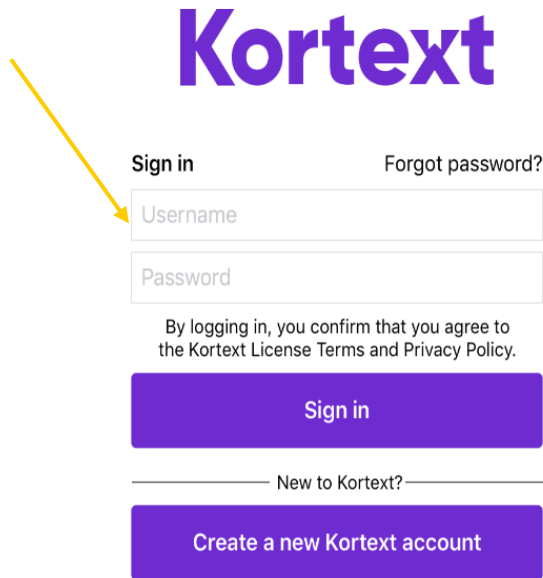 Kortext
Sign in Forgot password?
Username
Password
By logging in, you confirm that you agree to
the Kortext License Terms and Privacy Policy.
Sign in
New to Kortext?
Create a new Kortext account